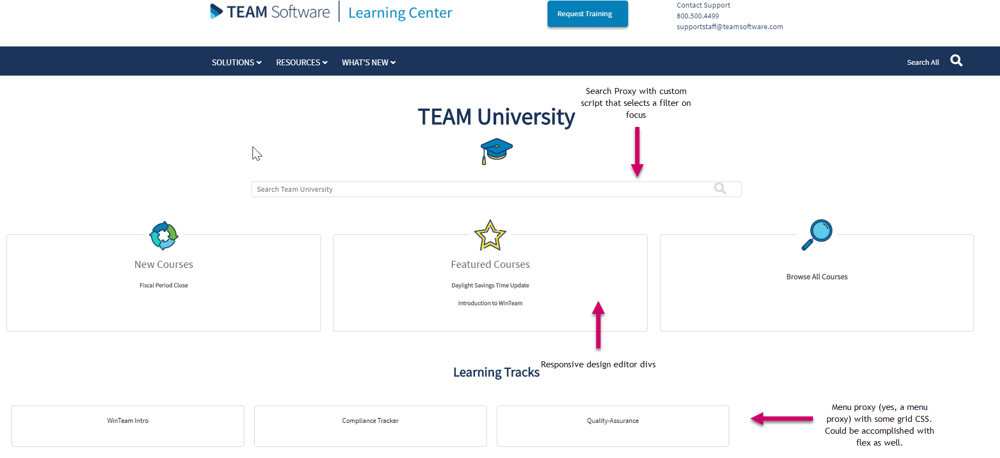 TEAM Software | Learning Center
Request Training
Contact Support
800.500.4499
supportstaff@teamsoftware.com
SOLUTIONS
RESOURCES
WHAT'S NEW
Search All
Search Proxy with custom
script that selects a filter on
focus
TEAM University
Search Team University
New Courses
Fiscal Period Close
Featured Courses
Daylight Savings Time Update
Introduction to WinTeam
Browse All Courses
Responsive design editor divs
Learning Tracks
WinTeam Intro
Compliance Tracker
Quality-Assurance
Menu proxy (yes, a menu
proxy) with some grid CSS.
Could be accomplished with
flex as well.